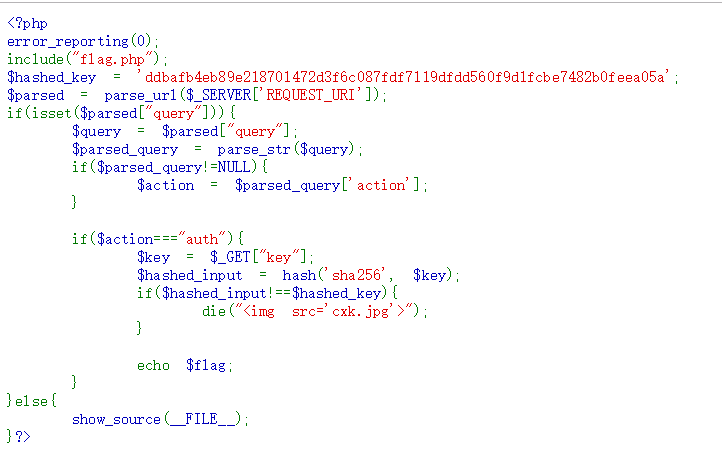 <?php
error_reporting(0);
include("flag.php");
$hashed_key = 'ddbafb4eb89e218701472d3f6c087fdf7119dfdd560f9d1fcbe7482b0feea05a';
$parsed = parse_url($_SERVER['REQUEST_URI']);
if(isset($parsed["query"])){
$query = $parsed["query"];
$parsed_query = parse_str($query);
if($parsed_query!=NULL){
$action = $parsed_query['action'];
}
if($action==="auth"){
$key = $_GET["key"];
$hashed_input = hash('sha256', $key);
if($hashed_input!==$hashed_key){
die("<img src='cxk.jpg'>");
}
echo $flag;
}
}else{
show_source(__FILE__);
}?>